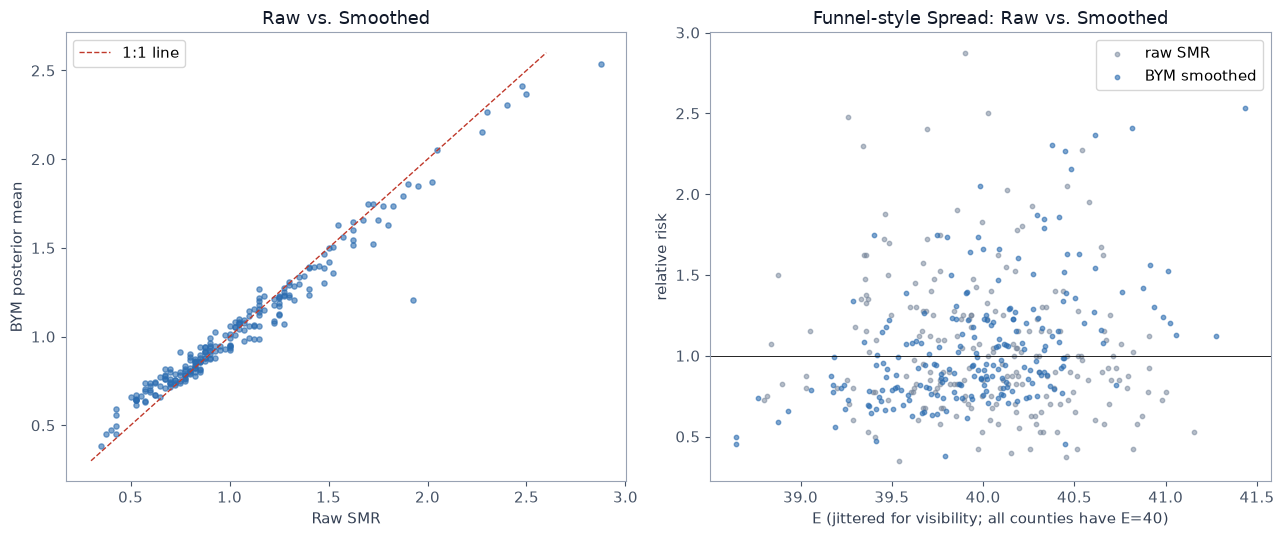 Raw vs. Smoothed
1:1 line
2.5
2.0
1.5
1.0
0.5
BYM posterior mean
0.5 1.0 1.5 2.0 2.5 3.0
Raw SMR
Funnel-style Spread: Raw vs. Smoothed
raw SMR
BYM smoothed
3.0
2.5
2.0
1.5
1.0
0.5
relative risk
39.0 39.5 40.0 40.5 41.0 41.5
E (jittered for visibility; all counties have E=40)